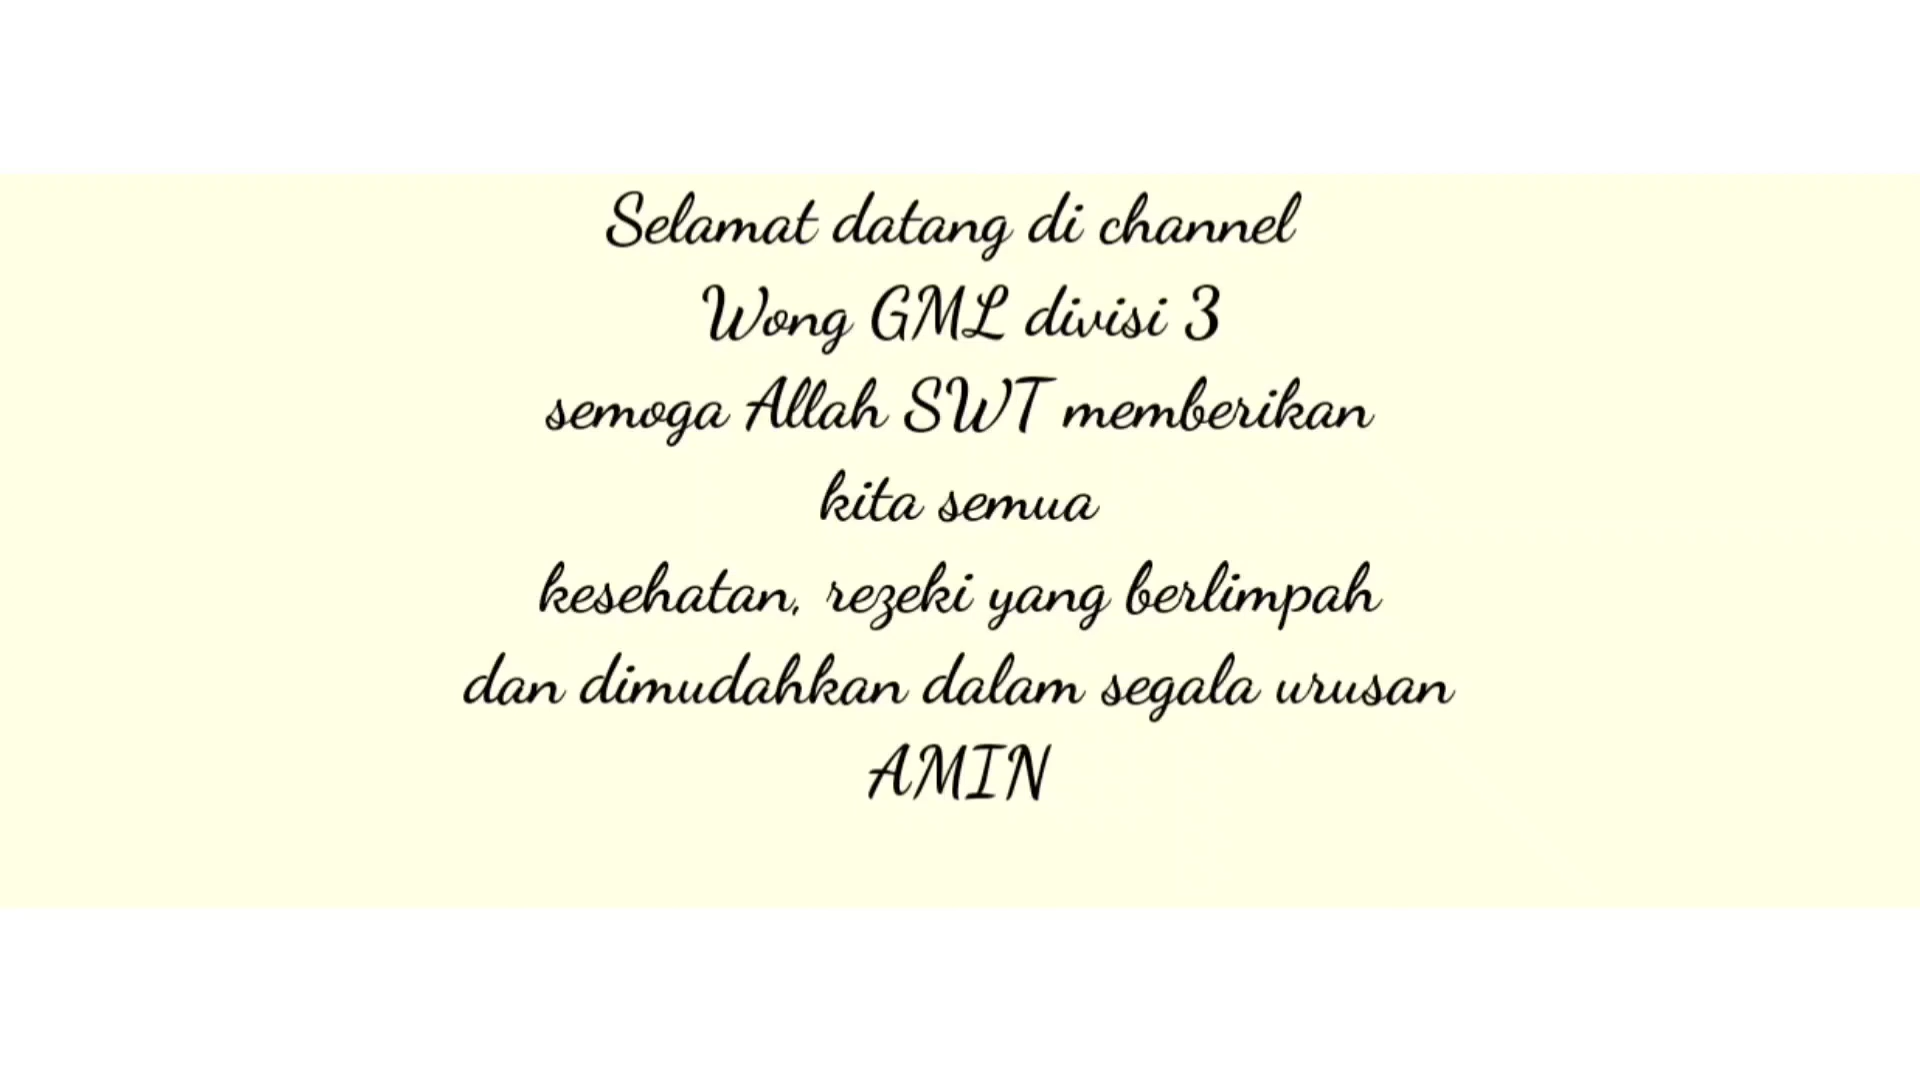 Selamat datang di channel
Wong GML divisi 3
semoga Allah SWT memberikan
kita semua
kesehatan, rezeki yang berlimpah
dan dimudahkan dalam segala urusan
AMIN